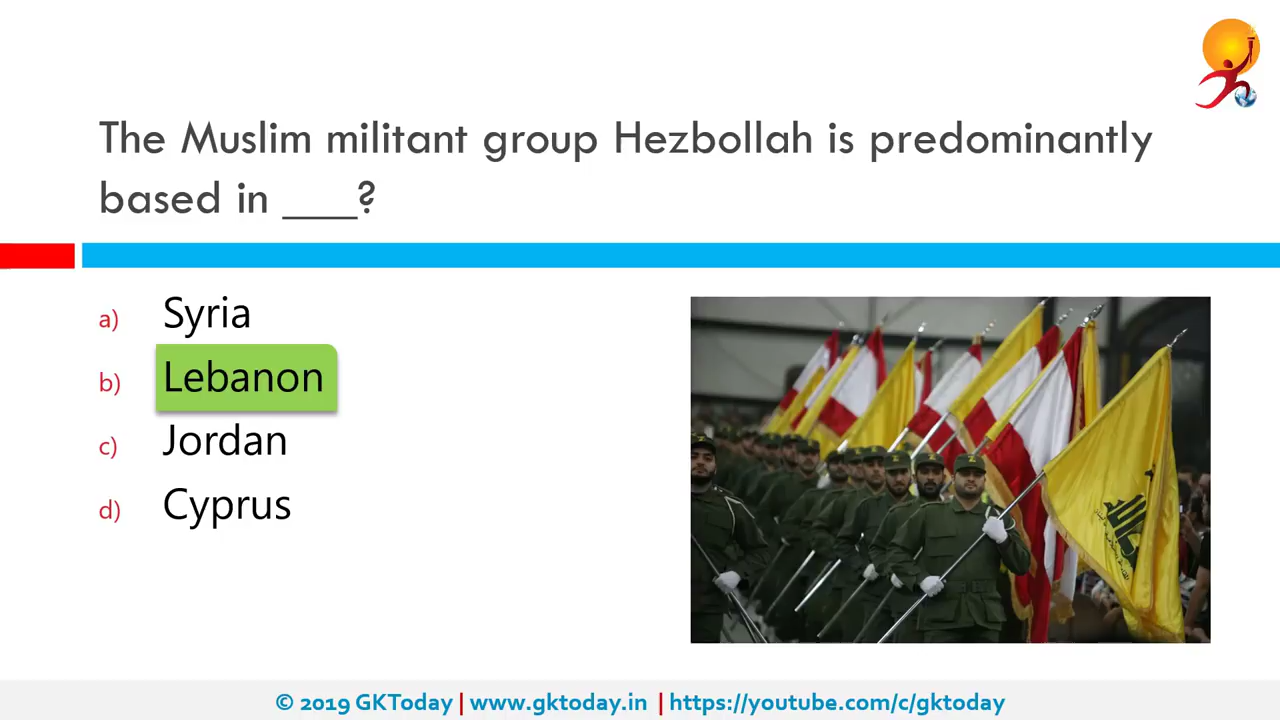 The Muslim militant group Hezbollah is predominantly
based in ____?
a) Syria
b) Lebanon
c) Jordan
d) Cyprus
© 2019 GKToday | www.gktoday.in | https://youtube.com/c/gktoday